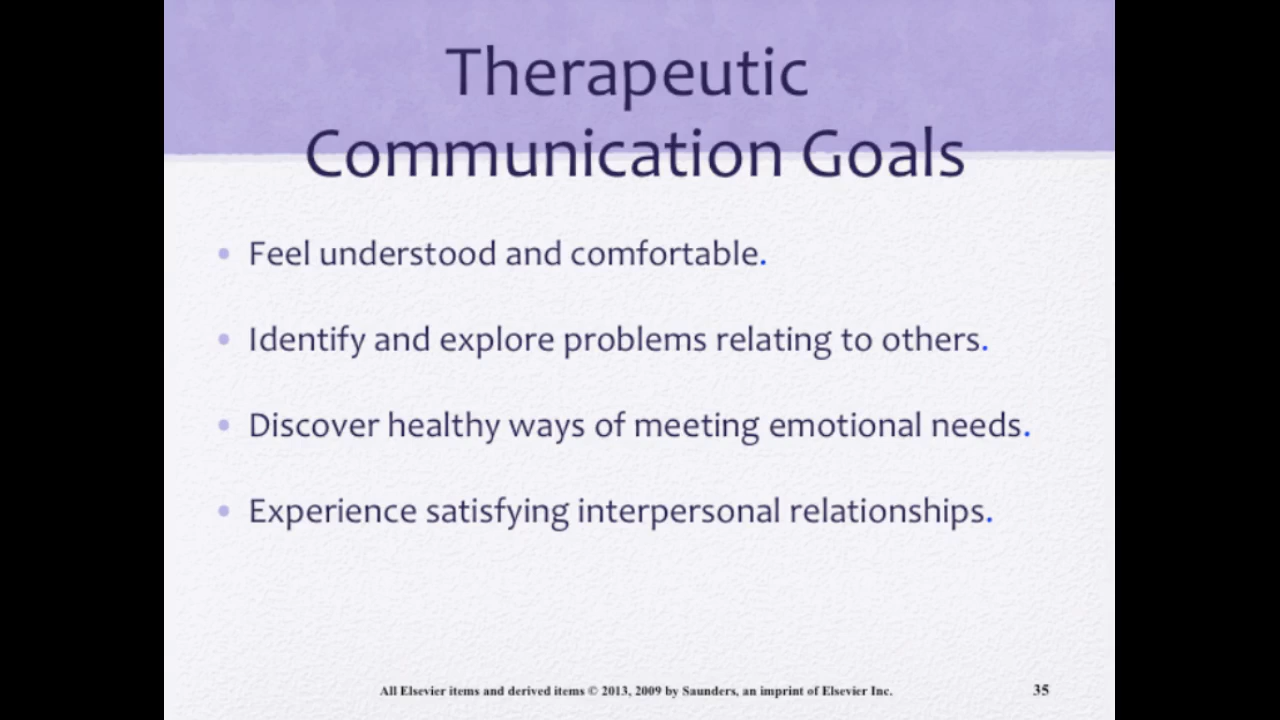 Therapeutic
Communication Goals
• Feel understood and comfortable.
• Identify and explore problems relating to others.
• Discover healthy ways of meeting emotional needs.
• Experience satisfying interpersonal relationships.
All Elsevier items and derived items © 2013, 2009 by Saunders, an imprint of Elsevier Inc.
35